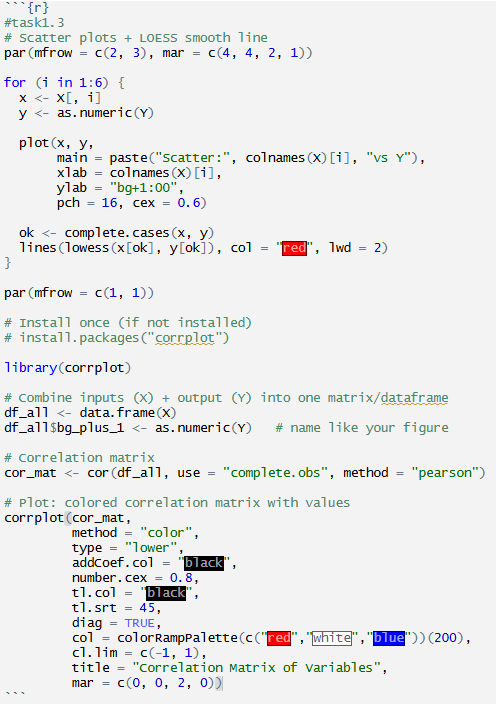 ```{r}
#task1.3
# Scatter plots + LOESS smooth line
par(mfrow = c(2, 3), mar = c(4, 4, 2, 1))

for (i in 1:6) {
  x <- X[, i]
  y <- as.numeric(Y)

  plot(x, y,
       main = paste("Scatter:", colnames(X)[i], "vs Y"),
       xlab = colnames(X)[i],
       ylab = "bg+1:00",
       pch = 16, cex = 0.6)

  ok <- complete.cases(x, y)
  lines(lowess(x[ok], y[ok]), col = "red", lwd = 2)
}

par(mfrow = c(1, 1))

# Install once (if not installed)
# install.packages("corrplot")

library(corrplot)

# Combine inputs (X) + output (Y) into one matrix/dataframe
df_all <- data.frame(X)
df_all$bg_plus_1 <- as.numeric(Y)   # name like your figure

# Correlation matrix
cor_mat <- cor(df_all, use = "complete.obs", method = "pearson")

# Plot: colored correlation matrix with values
corrplot(cor_mat,
         method = "color",
         type = "lower",
         addCoef.col = "black",
         number.cex = 0.8,
         tl.col = "black",
         tl.srt = 45,
         diag = TRUE,
         col = colorRampPalette(c("red","white","blue"))(200),
         cl.lim = c(-1, 1),
         title = "Correlation Matrix of Variables",
         mar = c(0, 0, 2, 0))
```